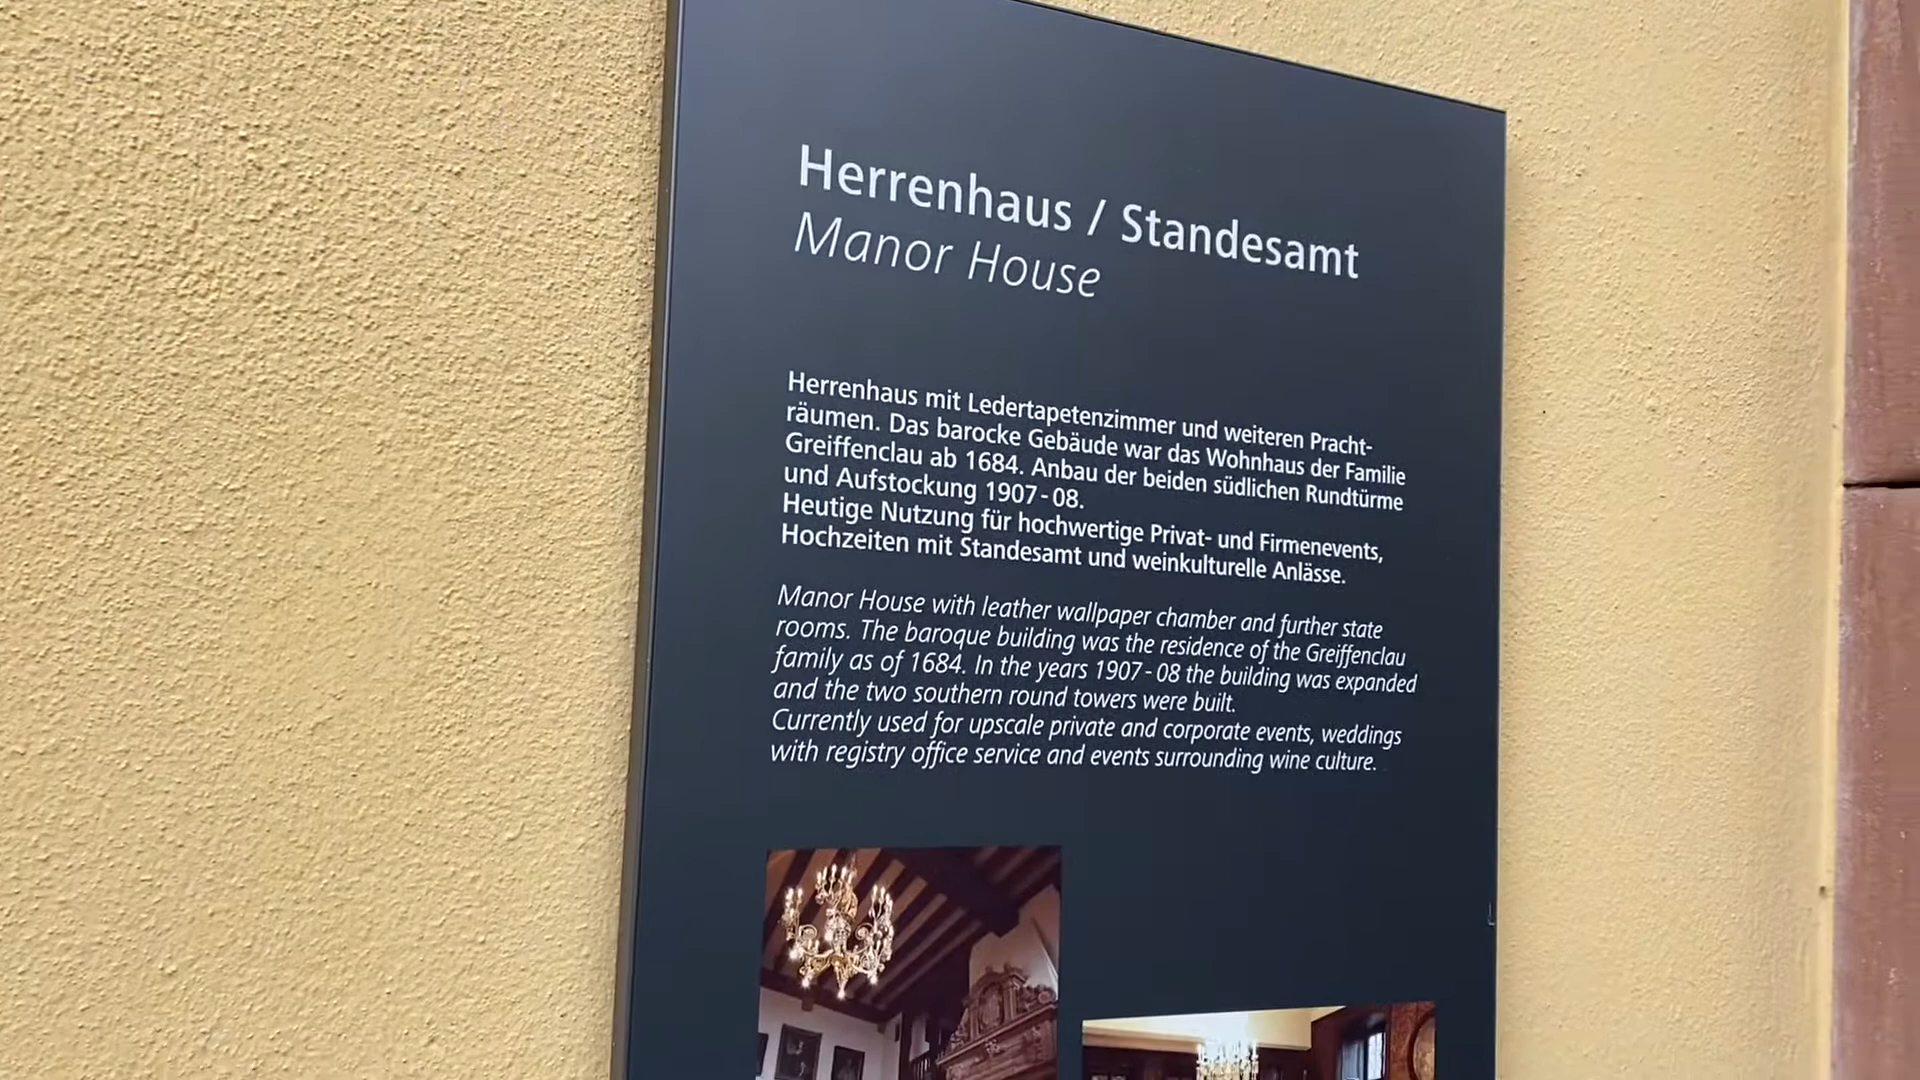 Herrenhaus / Standesamt
Manor House
Herrenhaus mit Ledertapetenzimmer und weiteren Pracht-
räumen. Das barocke Gebäude war das Wohnhaus der Familie
Greiffenclau ab 1684. Anbau der beiden südlichen Rundtürme
und Aufstockung 1907-08.
Heutige Nutzung für hochwertige Privat- und Firmenevents,
Hochzeiten mit Standesamt und weinkulturelle Anlässe.
Manor House with leather wallpaper chamber and further state
rooms. The baroque building was the residence of the Greiffenclau
family as of 1684. In the years 1907-08 the building was expanded
and the two southern round towers were built.
Currently used for upscale private and corporate events, weddings
with registry office service and events surrounding wine culture.